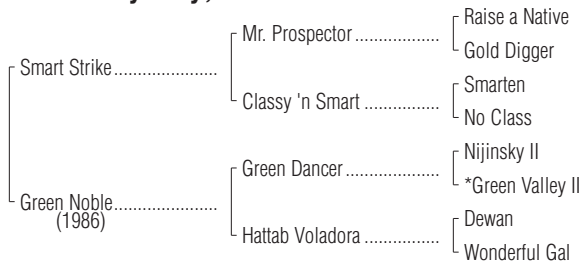 Raise a Native
Mr. Prospector ..................
Gold Digger
Smart Strike......................
Smarten
Classy 'n Smart ................
No Class
Nijinsky II
Green Dancer....................
*Green Valley II
Green Noble......................
(1986)
Dewan
Hattab Voladora ................
Wonderful Gal